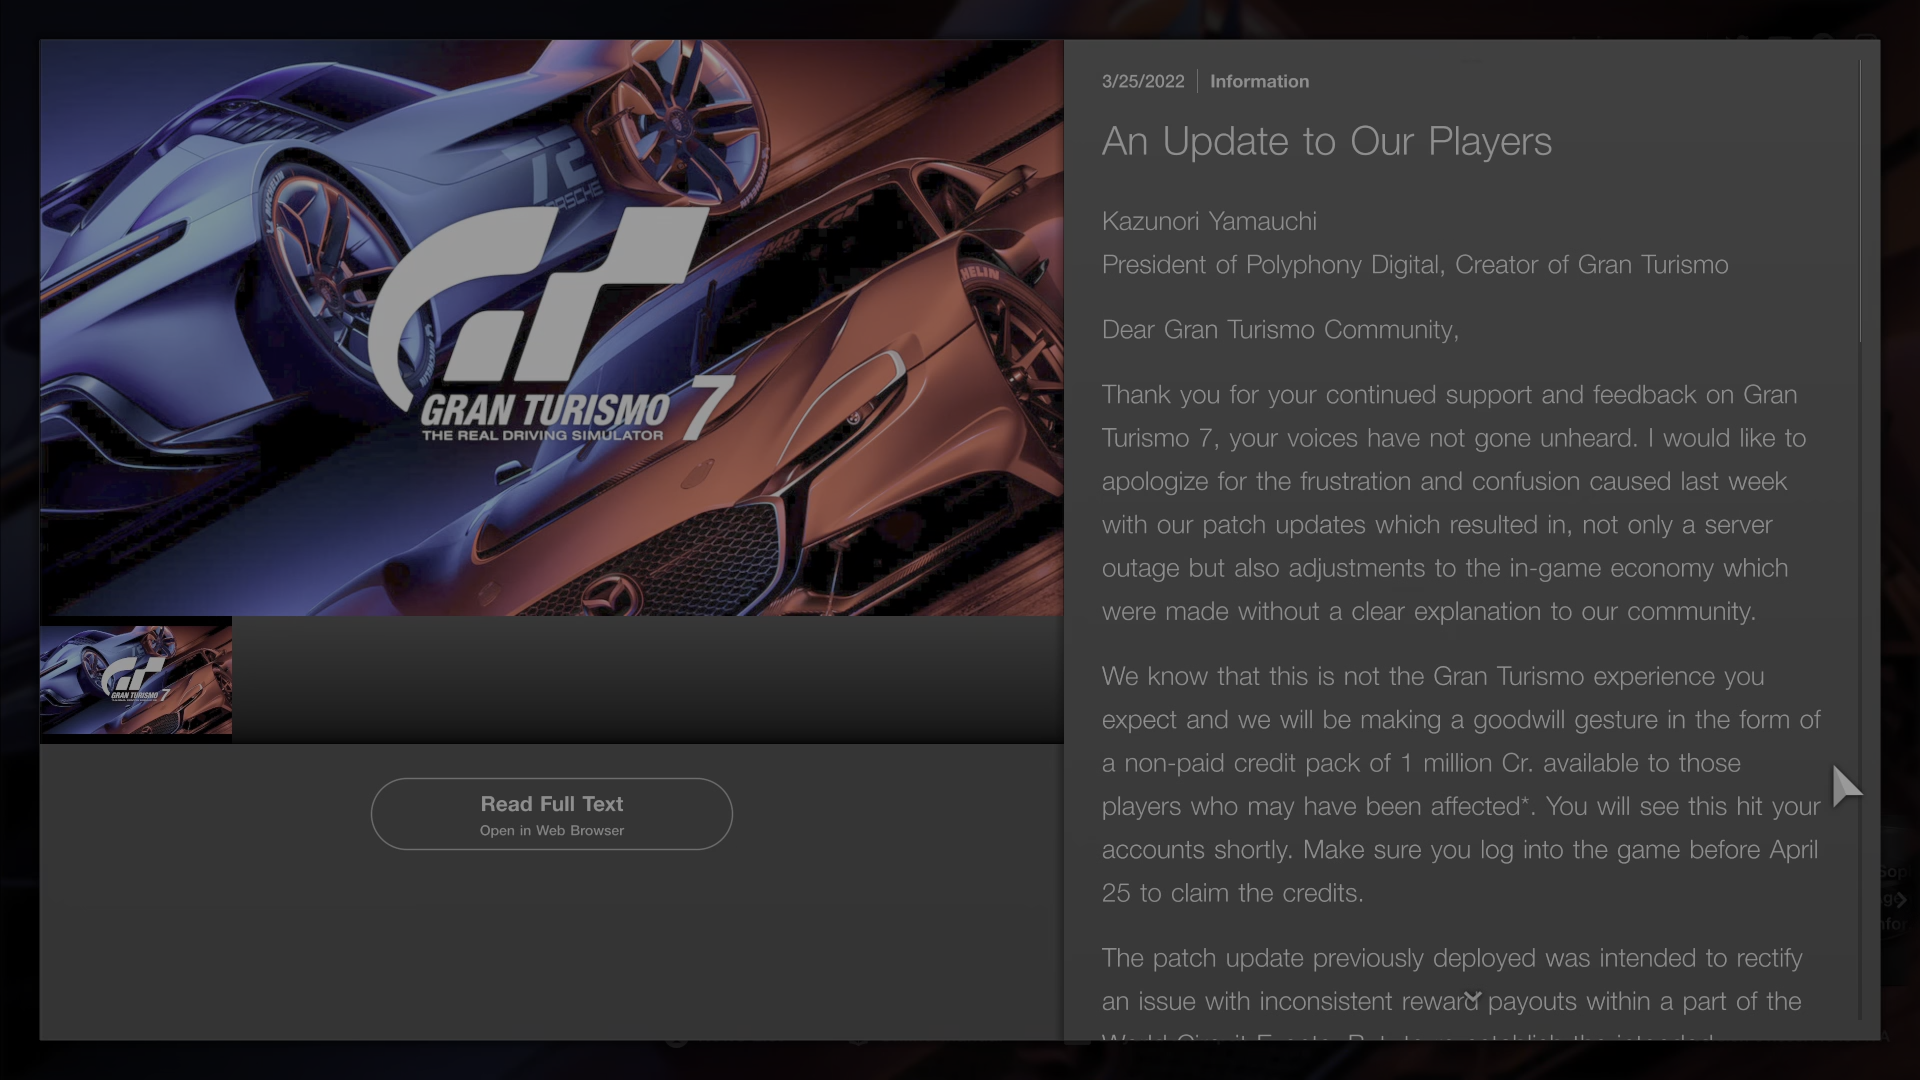 72
PORSCHE
MICHELIN
HELIN
GRAN TURISMO 7
THE REAL DRIVING SIMULATOR
GRAN TURISMO 7
Read Full Text
Open in Web Browser
3/25/2022 | Information
An Update to Our Players
Kazunori Yamauchi
President of Polyphony Digital, Creator of Gran Turismo
Dear Gran Turismo Community,
Thank you for your continued support and feedback on Gran
Turismo 7, your voices have not gone unheard. I would like to
apologize for the frustration and confusion caused last week
with our patch updates which resulted in, not only a server
outage but also adjustments to the in-game economy which
were made without a clear explanation to our community.
We know that this is not the Gran Turismo experience you
expect and we will be making a goodwill gesture in the form of
a non-paid credit pack of 1 million Cr. available to those
players who may have been affected*. You will see this hit your
accounts shortly. Make sure you log into the game before April
25 to claim the credits.
The patch update previously deployed was intended to rectify
an issue with inconsistent reward payouts within a part of the